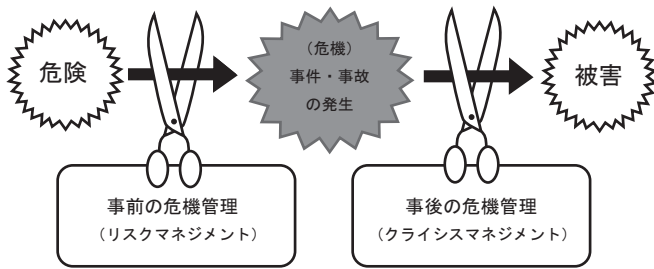 危険
（危機）
事件・事故
の発生
被害
事前の危機管理
（リスクマネジメント）
事後の危機管理
（クライシスマネジメント）